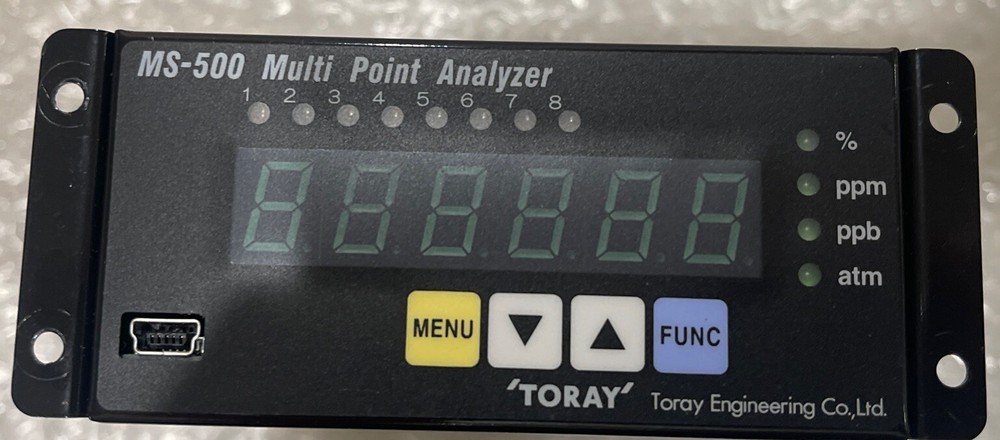 MS-500 Multi Point Analyzer
1 2 3 4 5 6 7 8
%
ppm
ppb
atm
MENU ▼ ▲ FUNC
'TORAY' Toray Engineering Co.,Ltd.